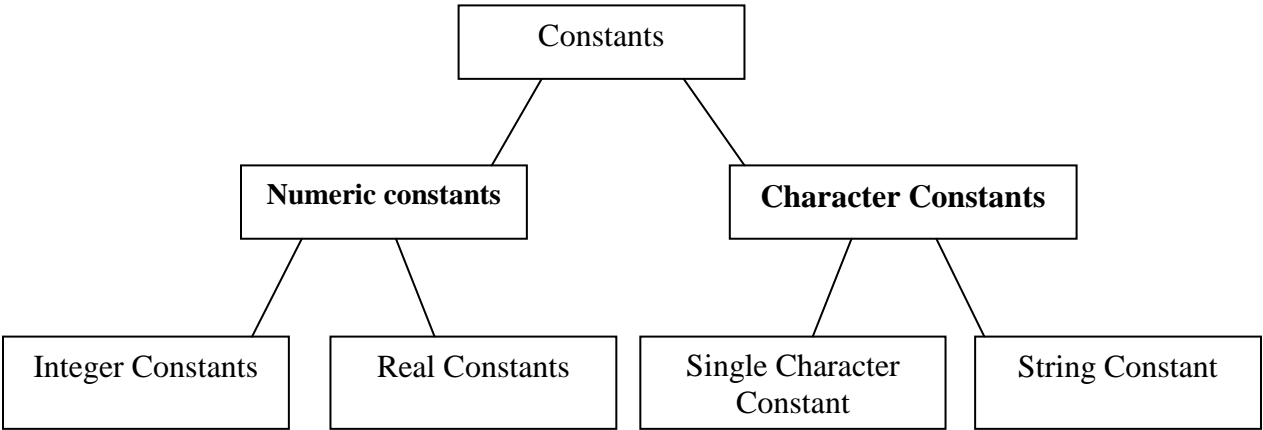 Constants
Numeric constants
Character Constants
Integer Constants
Real Constants
Single Character
Constant
String Constant